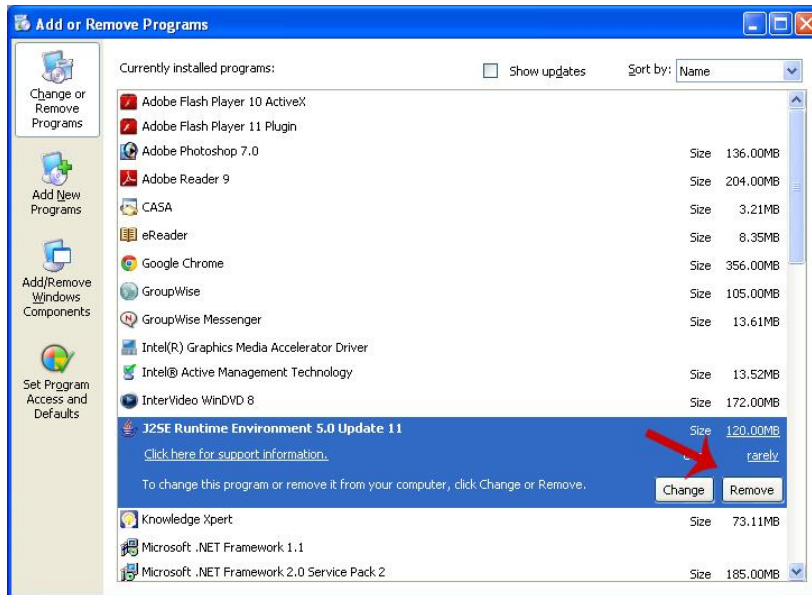 Add or Remove Programs
Change or
Remove
Programs
Add New
Programs
Add/Remove
Windows
Components
Set Program
Access and
Defaults
Currently installed programs:
Show updates
Sort by: Name
Adobe Flash Player 10 ActiveX
Adobe Flash Player 11 Plugin
Adobe Photoshop 7.0 Size 136.00MB
Adobe Reader 9 Size 204.00MB
CASA Size 3.21MB
eReader Size 8.35MB
Google Chrome Size 356.00MB
GroupWise Size 105.00MB
GroupWise Messenger Size 13.61MB
Intel(R) Graphics Media Accelerator Driver
Intel® Active Management Technology Size 13.52MB
InterVideo WinDVD 8 Size 172.00MB
J2SE Runtime Environment 5.0 Update 11 Size 120.00MB
Click here for support information. rarely
To change this program or remove it from your computer, click Change or Remove. Change Remove
Knowledge Xpert Size 73.11MB
Microsoft .NET Framework 1.1
Microsoft .NET Framework 2.0 Service Pack 2 Size 185.00MB